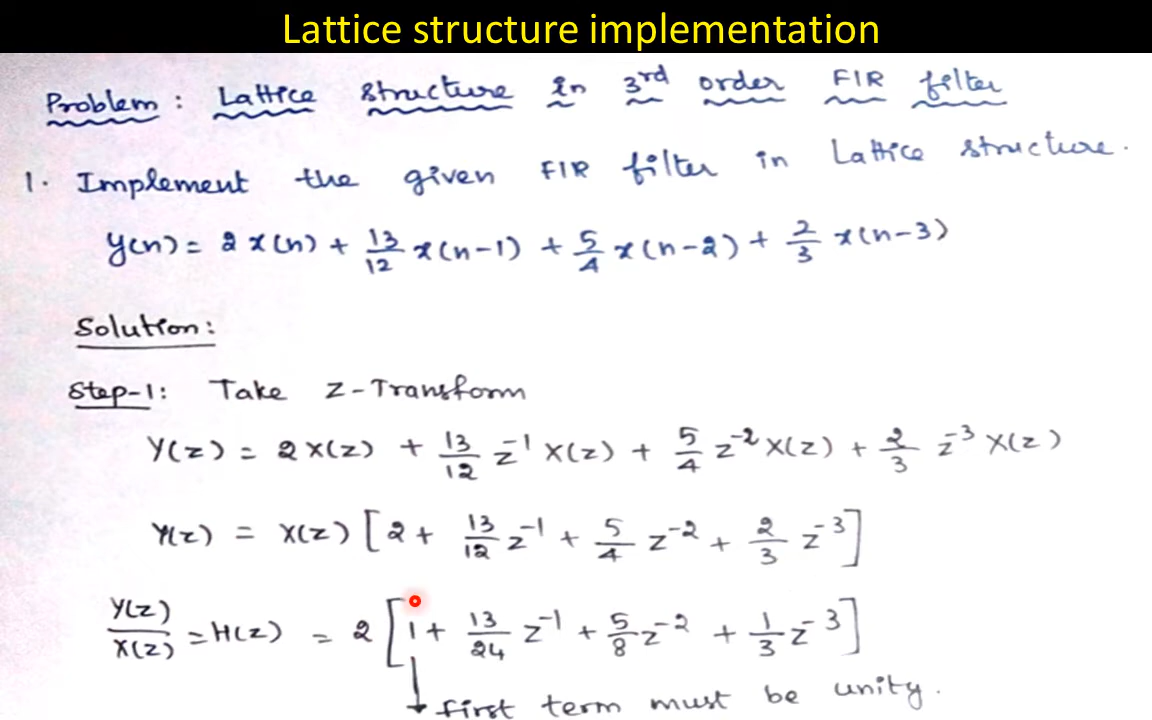 Lattice structure implementation
Problem: Lattice structure in 3rd order FIR filter
1. Implement the given FIR filter in Lattice structure.
y(n) = 2 x(n) + 13/12 x(n-1) + 5/4 x(n-2) + 2/3 x(n-3)
Solution:
Step-1: Take Z-Transform
Y(z) = 2 X(z) + 13/12 z^-1 X(z) + 5/4 z^-2 X(z) + 2/3 z^-3 X(z)
Y(z) = X(z) [2 + 13/12 z^-1 + 5/4 z^-2 + 2/3 z^-3]
Y(z)/X(z) = H(z) = 2 [1 + 13/24 z^-1 + 5/8 z^-2 + 1/3 z^-3]
↓ first term must be unity.